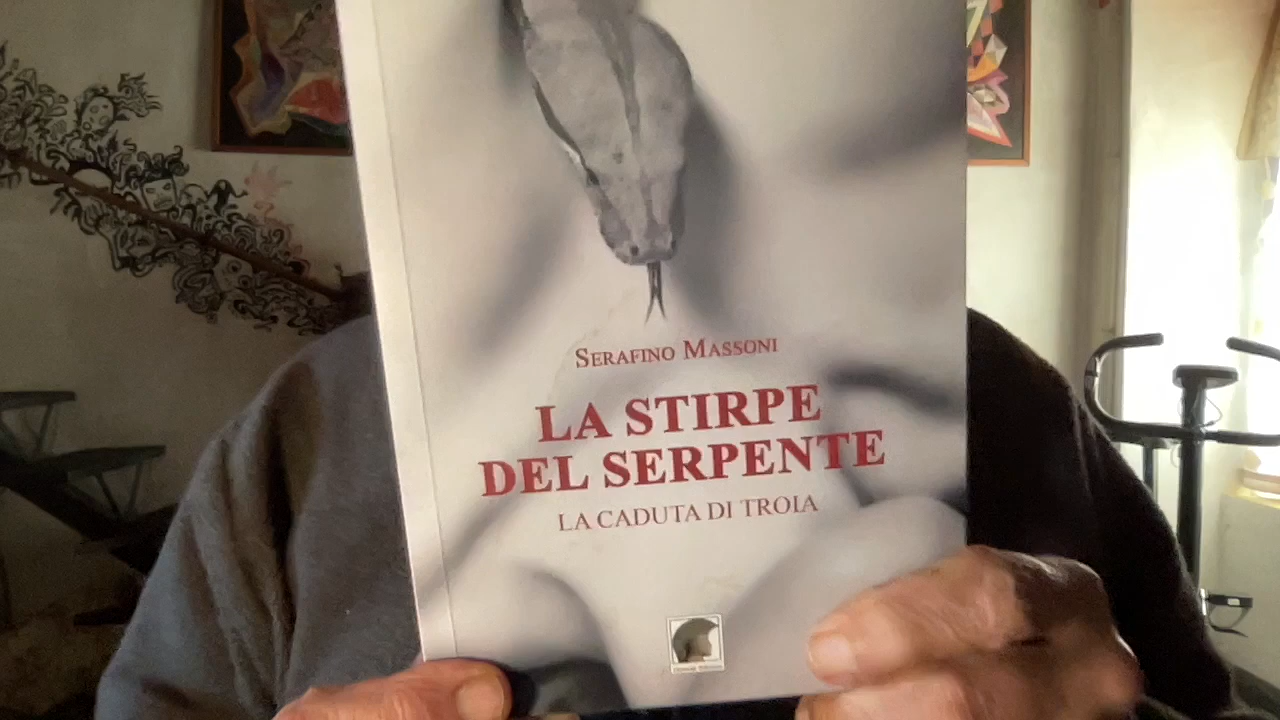 SERAFINO MASSONI
LA STIRPE
DEL SERPENTE
LA CADUTA DI TROIA